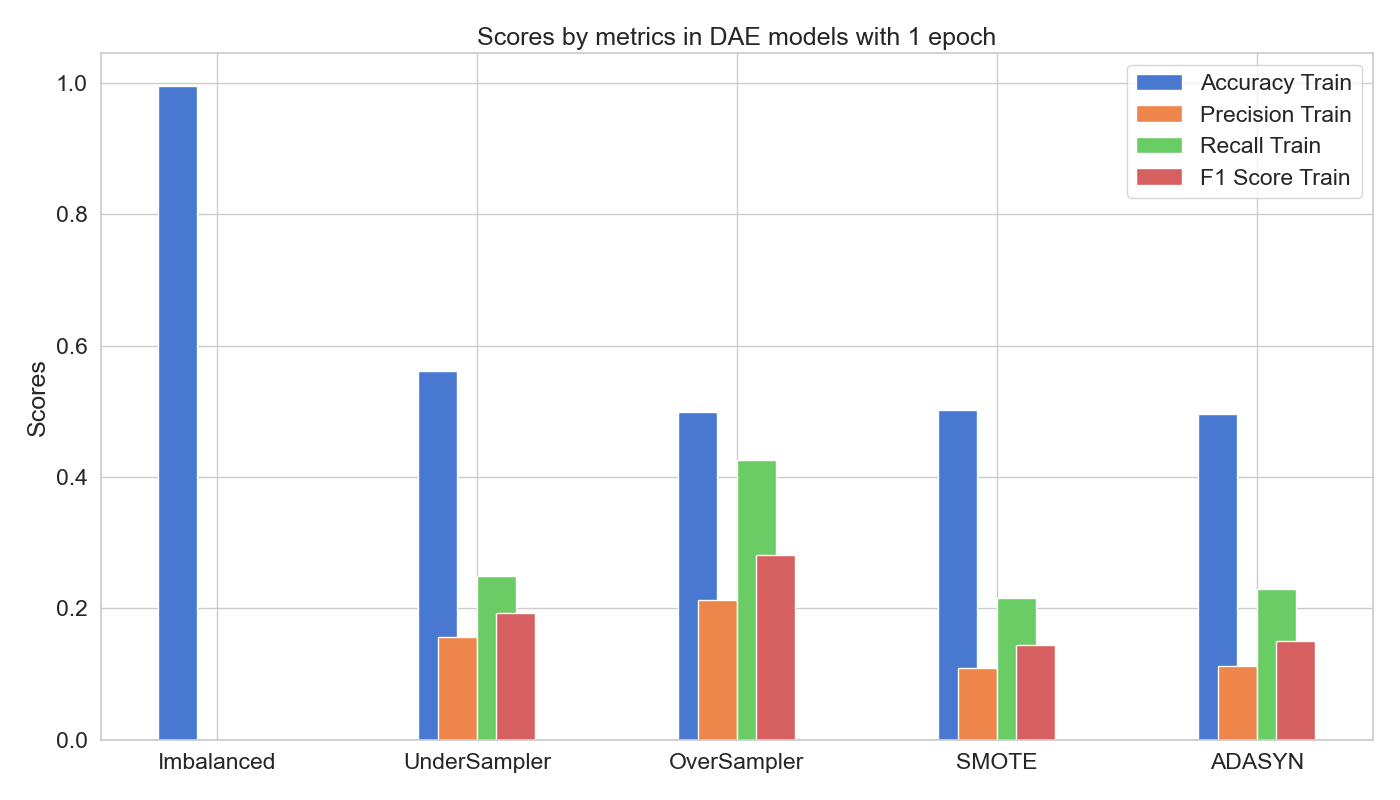 Scores by metrics in DAE models with 1 epoch
Accuracy Train
Precision Train
Recall Train
F1 Score Train
Scores
1.0
0.8
0.6
0.4
0.2
0.0
Imbalanced
UnderSampler
OverSampler
SMOTE
ADASYN